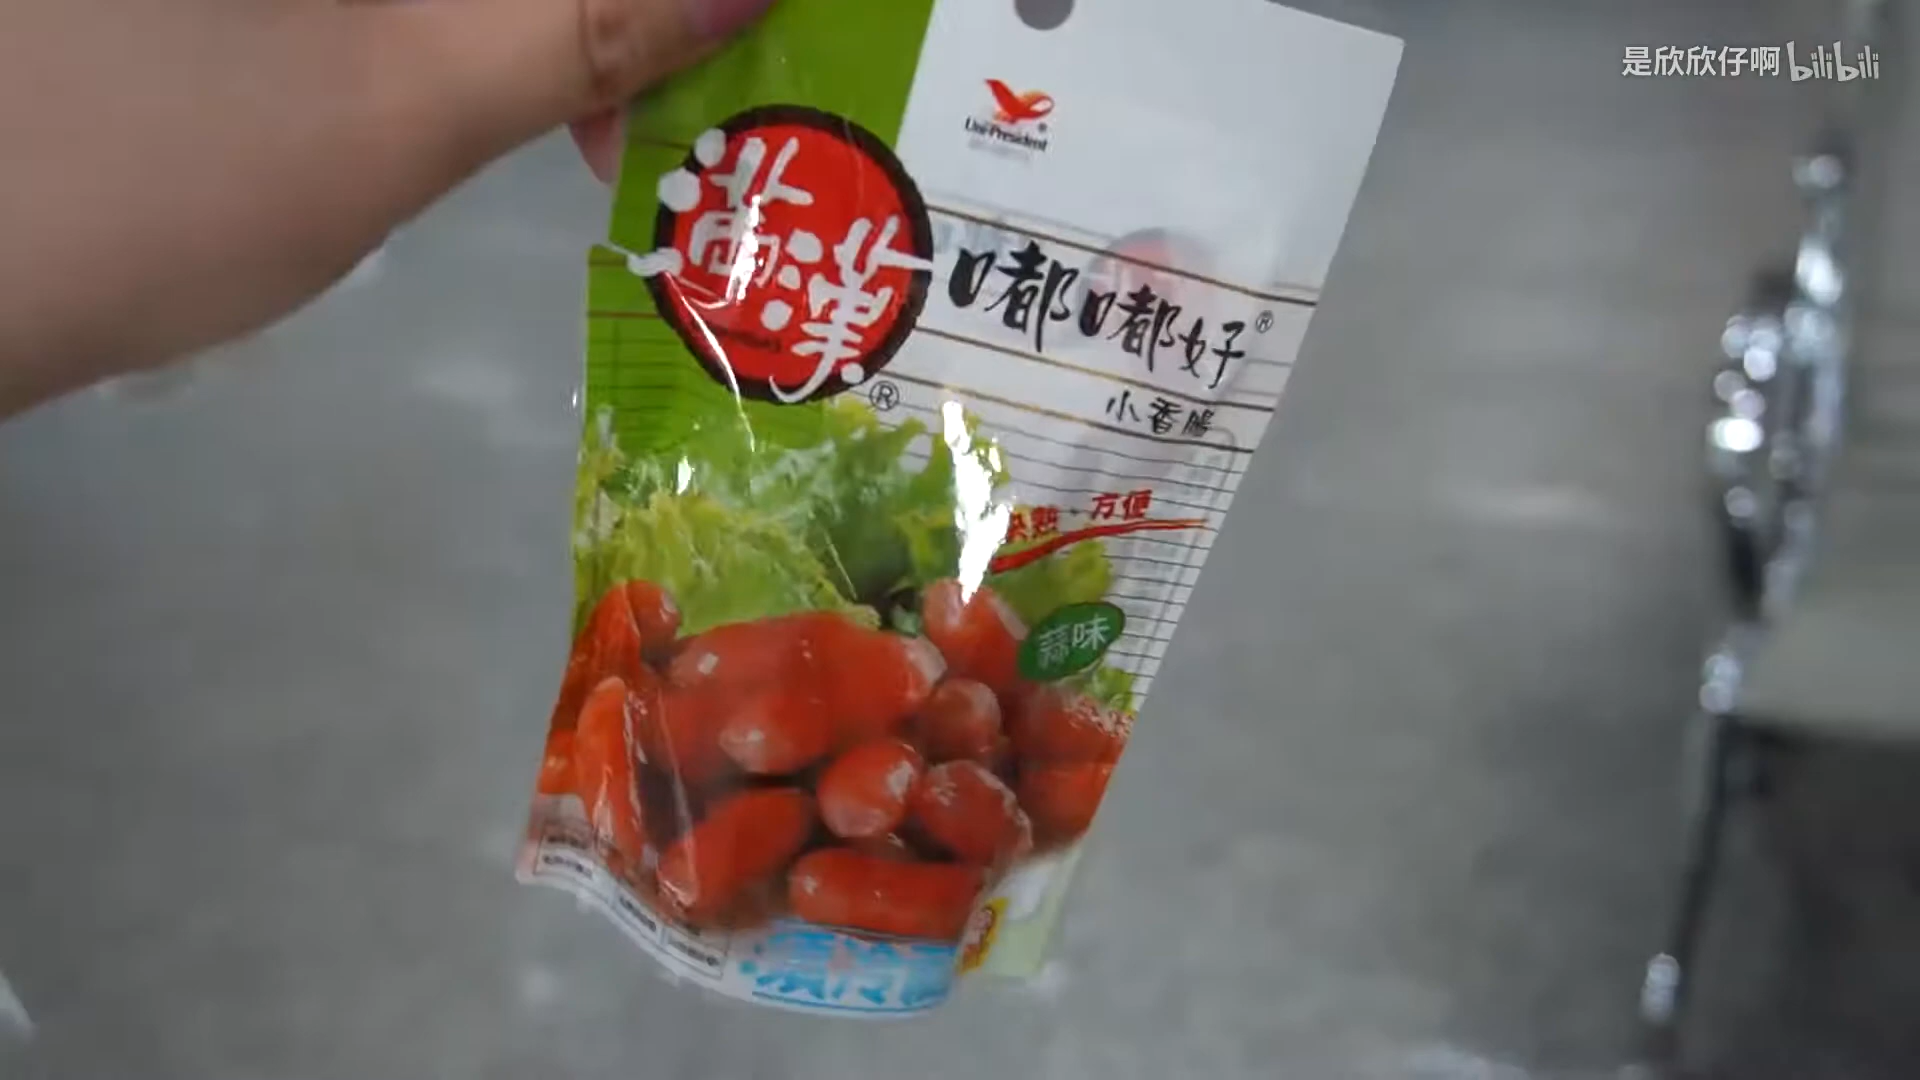 是欣欣仔啊 bilibili
Uni-President
滿漢
嘟嘟好
小香腸
方便
蒜味